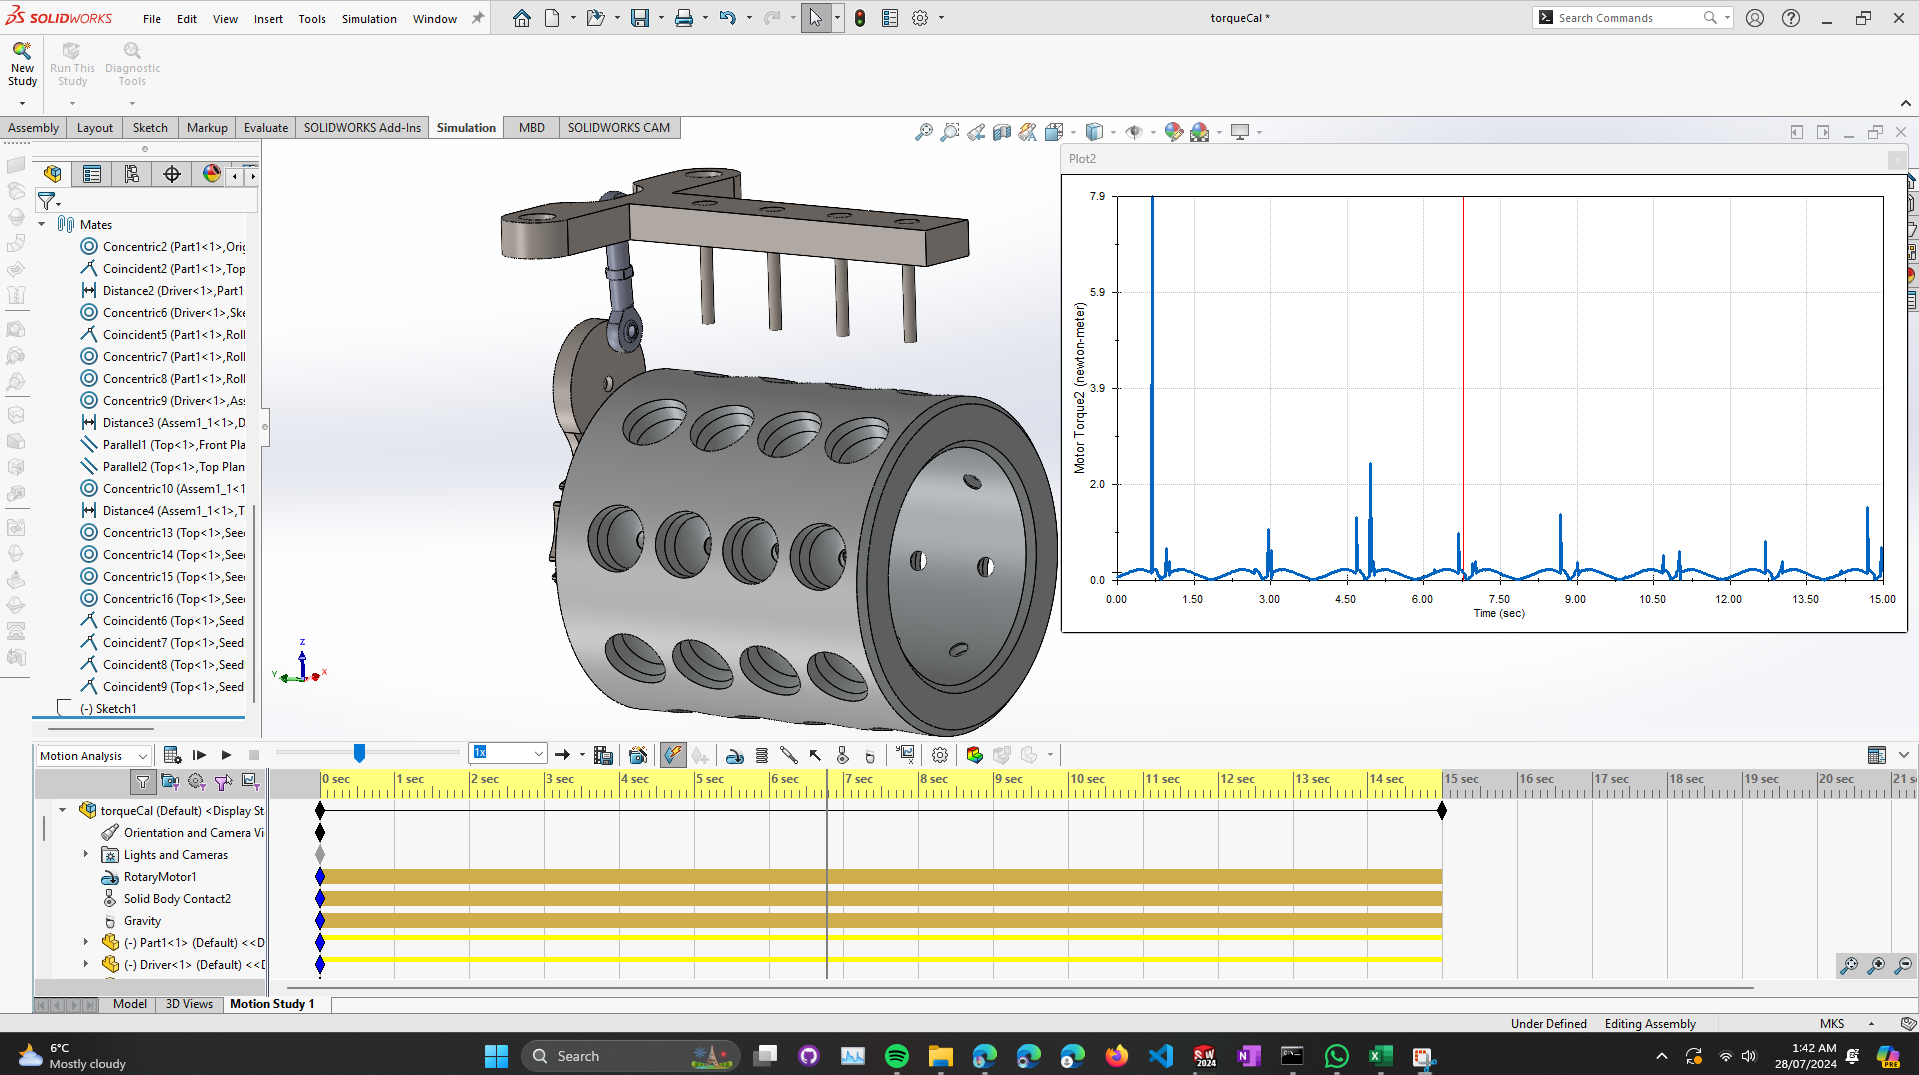 SOLIDWORKS File Edit View Insert Tools Simulation Window torqueCal * Search Commands
New Study
Run This Study
Diagnostic Tools
Assembly Layout Sketch Markup Evaluate SOLIDWORKS Add-Ins Simulation MBD SOLIDWORKS CAM
Mates
Concentric2 (Part1<1>,Orig
Coincident2 (Part1<1>,Top
Distance2 (Driver<1>,Part1
Concentric6 (Driver<1>,Ske
Coincident5 (Part1<1>,Roll
Concentric7 (Part1<1>,Roll
Concentric8 (Part1<1>,Roll
Concentric9 (Driver<1>,Ass
Distance3 (Assem1_1<1>,D
Parallel1 (Top<1>,Front Pla
Parallel2 (Top<1>,Top Plan
Concentric10 (Assem1_1<1
Distance4 (Assem1_1<1>,T
Concentric13 (Top<1>,See
Concentric14 (Top<1>,See
Concentric15 (Top<1>,See
Concentric16 (Top<1>,See
Coincident6 (Top<1>,Seed
Coincident7 (Top<1>,Seed
Coincident8 (Top<1>,Seed
Coincident9 (Top<1>,Seed
(-) Sketch1
Z
Y
X
Plot2
Motor Torque2 (newton-meter)
7.9
5.9
3.9
2.0
0.0
0.00 1.50 3.00 4.50 6.00 7.50 9.00 10.50 12.00 13.50 15.00
Time (sec)
Motion Analysis 1x
0 sec 1 sec 2 sec 3 sec 4 sec 5 sec 6 sec 7 sec 8 sec 9 sec 10 sec 11 sec 12 sec 13 sec 14 sec 15 sec 16 sec 17 sec 18 sec 19 sec 20 sec 21 s
torqueCal (Default) <Display St
Orientation and Camera Vi
Lights and Cameras
RotaryMotor1
Solid Body Contact2
Gravity
(-) Part1<1> (Default) <<D
(-) Driver<1> (Default) <<D
Model 3D Views Motion Study 1
Under Defined Editing Assembly MKS
6°C
Mostly cloudy
Search
SW 2024
1:42 AM
28/07/2024
PRE